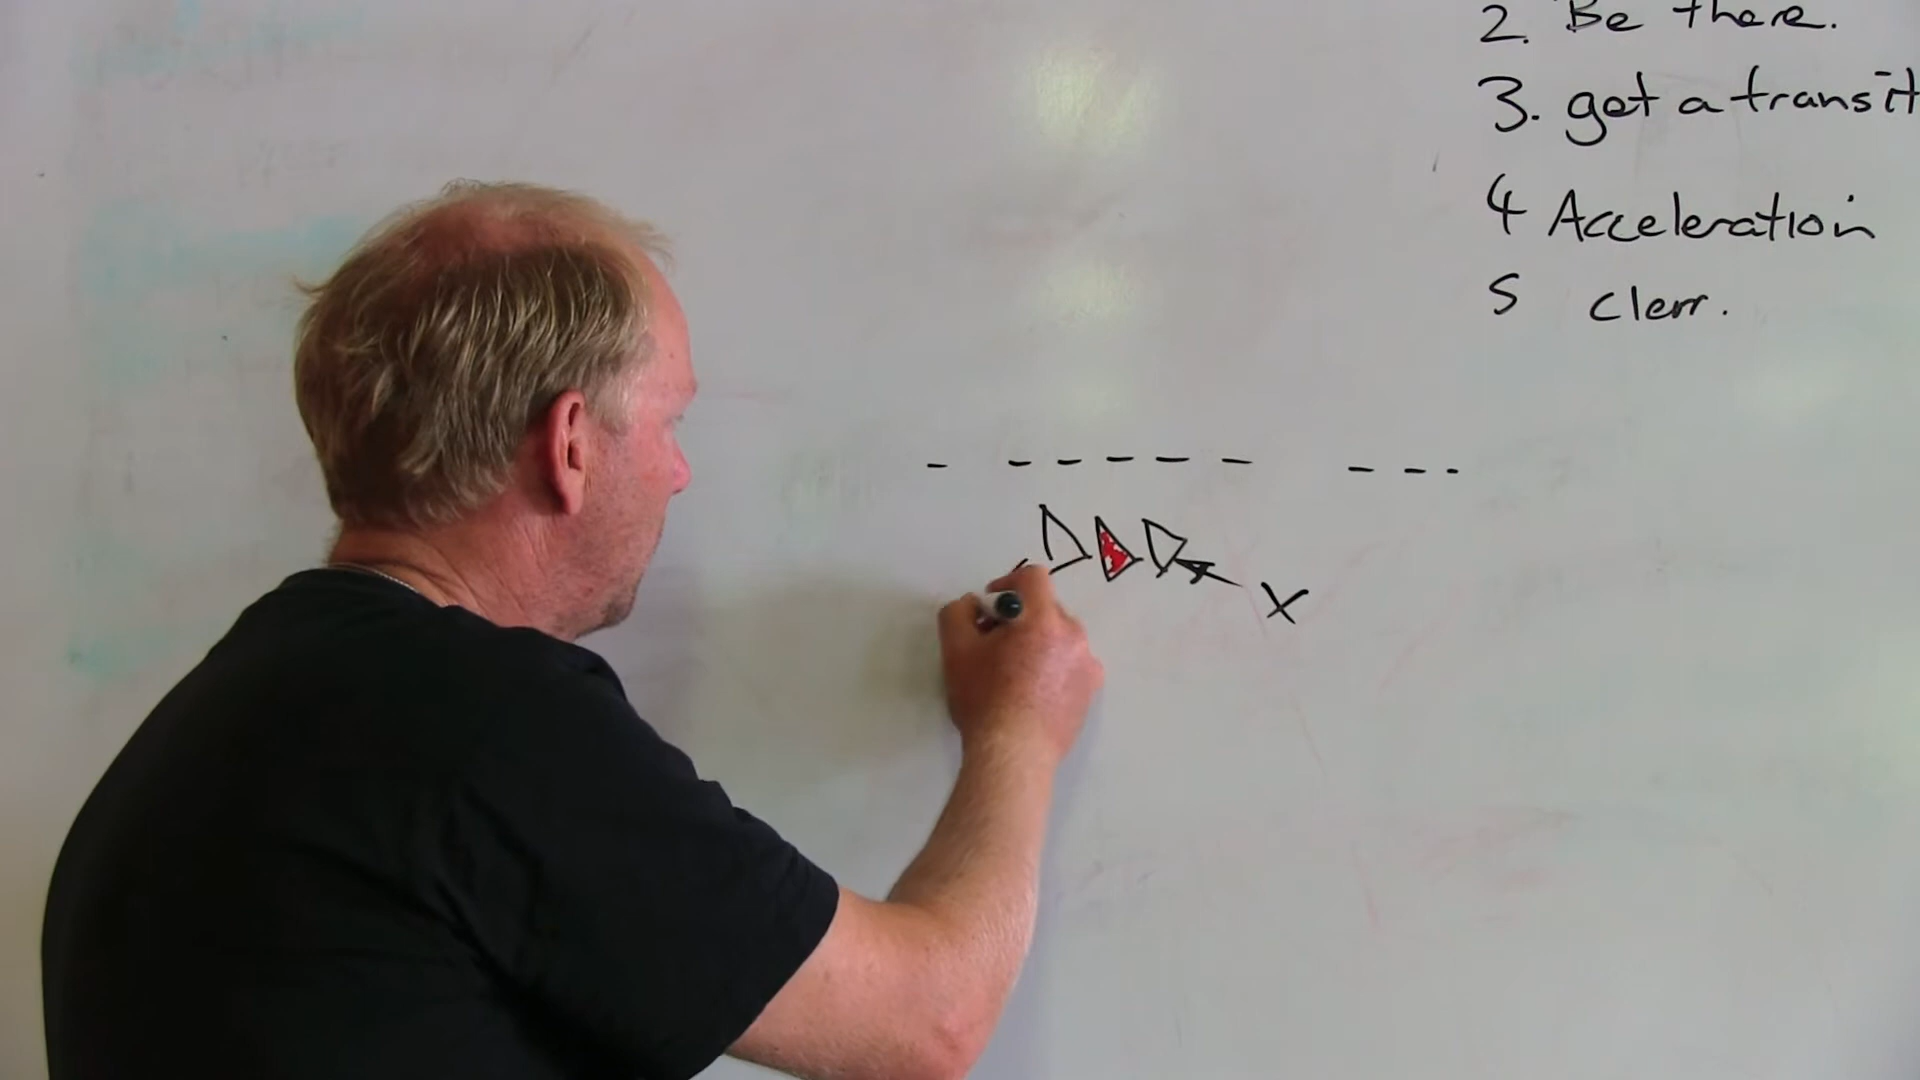 2. Be there.
3. get a transit
4 Acceleration
5 Clerr.
X